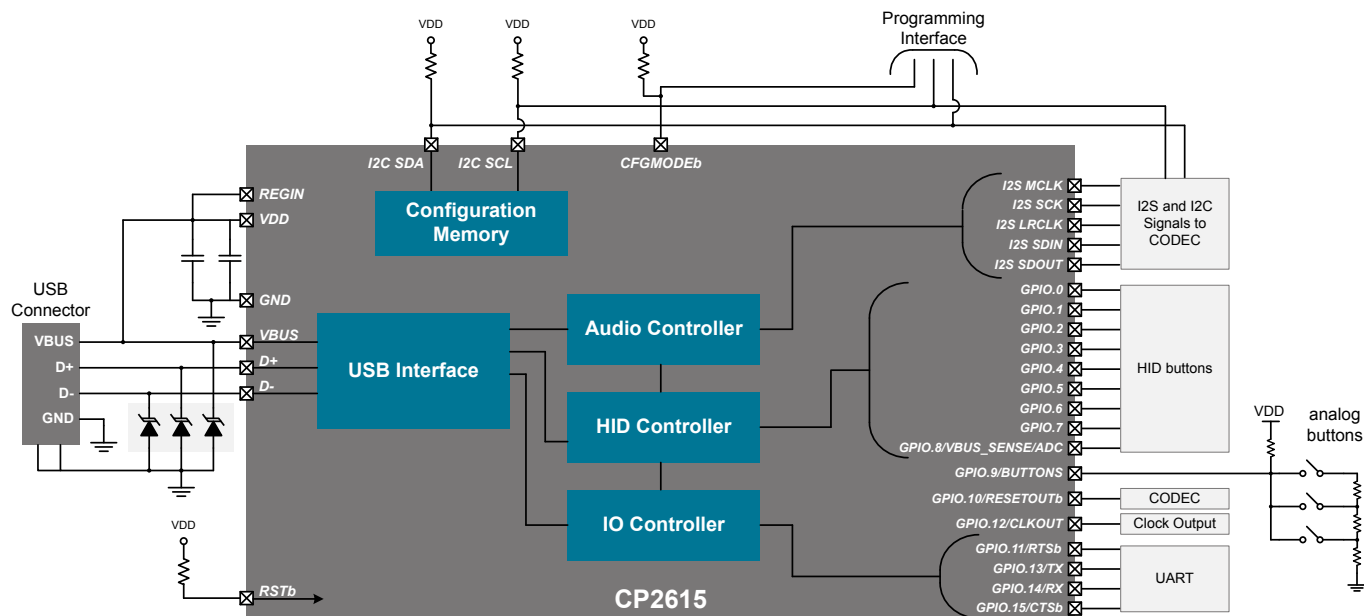 VDD
VDD
VDD
Programming
Interface
I2C SDA
I2C SCL
CFGMODEb
REGIN
VDD
GND
VBUS
D+
D-
RSTb
VDD
USB
Connector
VBUS
D+
D-
GND
Configuration
Memory
USB Interface
Audio Controller
HID Controller
IO Controller
CP2615
I2S MCLK
I2S SCK
I2S LRCLK
I2S SDIN
I2S SDOUT
I2S and I2C
Signals to
CODEC
GPIO.0
GPIO.1
GPIO.2
GPIO.3
GPIO.4
GPIO.5
GPIO.6
GPIO.7
GPIO.8/VBUS_SENSE/ADC
HID buttons
GPIO.9/BUTTONS
VDD
analog
buttons
GPIO.10/RESETOUTb
CODEC
GPIO.12/CLKOUT
Clock Output
GPIO.11/RTSb
GPIO.13/TX
GPIO.14/RX
GPIO.15/CTSb
UART